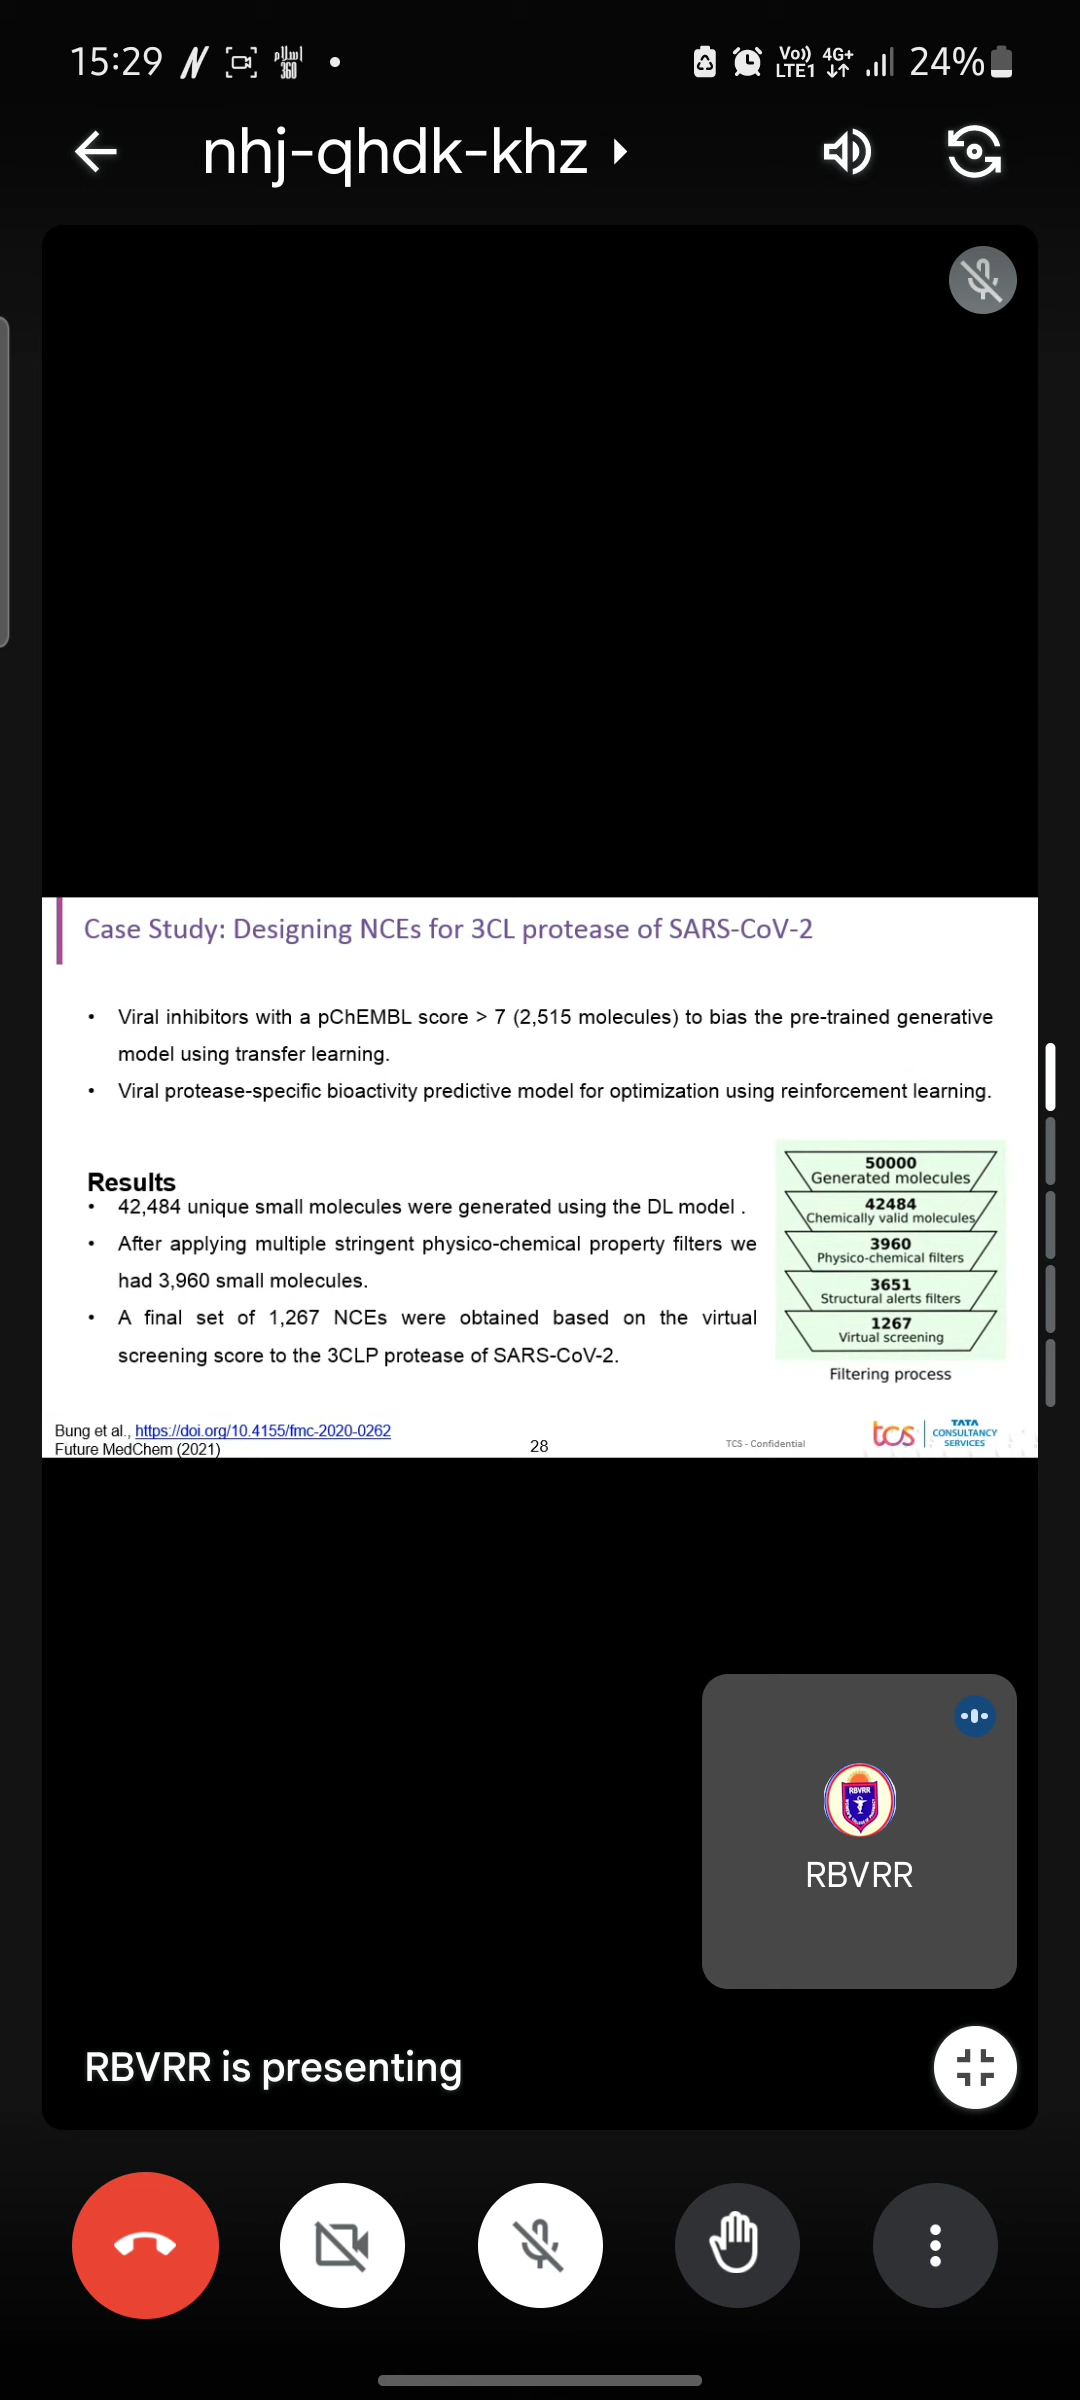 15:29
اسلام
360
Vo))
LTE1
4G+
24%
nhj-qhdk-khz
Case Study: Designing NCEs for 3CL protease of SARS-CoV-2
• Viral inhibitors with a pChEMBL score > 7 (2,515 molecules) to bias the pre-trained generative
model using transfer learning.
• Viral protease-specific bioactivity predictive model for optimization using reinforcement learning.
Results
• 42,484 unique small molecules were generated using the DL model .
• After applying multiple stringent physico-chemical property filters we
had 3,960 small molecules.
• A final set of 1,267 NCEs were obtained based on the virtual
screening score to the 3CLP protease of SARS-CoV-2.
50000
Generated molecules
42484
Chemically valid molecules
3960
Physico-chemical filters
3651
Structural alerts filters
1267
Virtual screening
Filtering process
Bung et al., https://doi.org/10.4155/fmc-2020-0262
Future MedChem (2021)
28
TCS - Confidential
tcs
TATA
CONSULTANCY
SERVICES
RBVRR
RBVRR
RBVRR is presenting